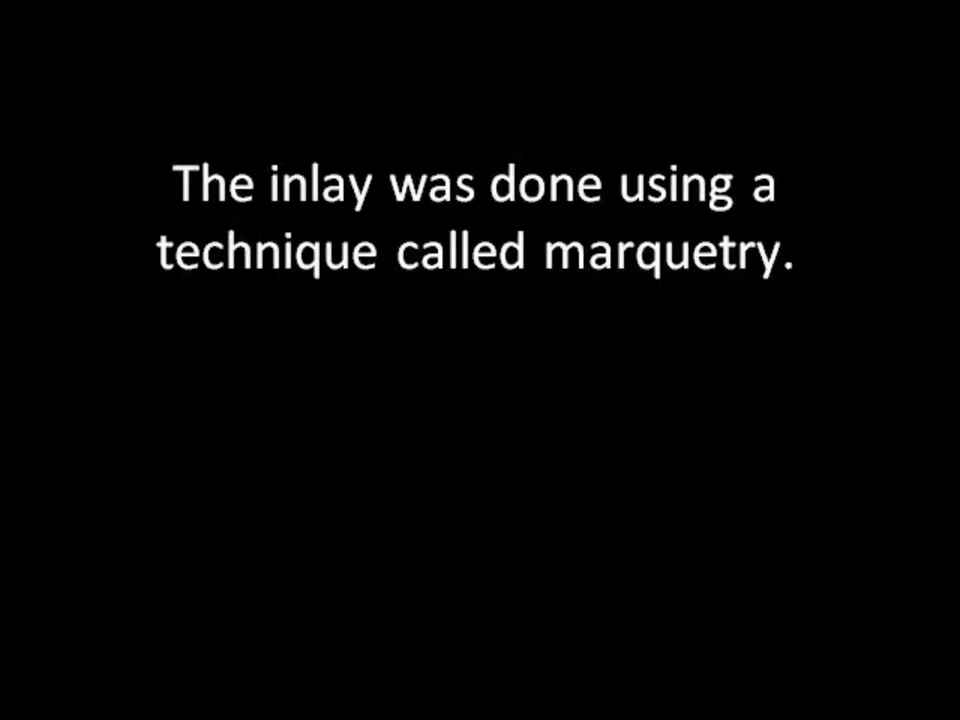 The inlay was done using a
technique called marquetry.